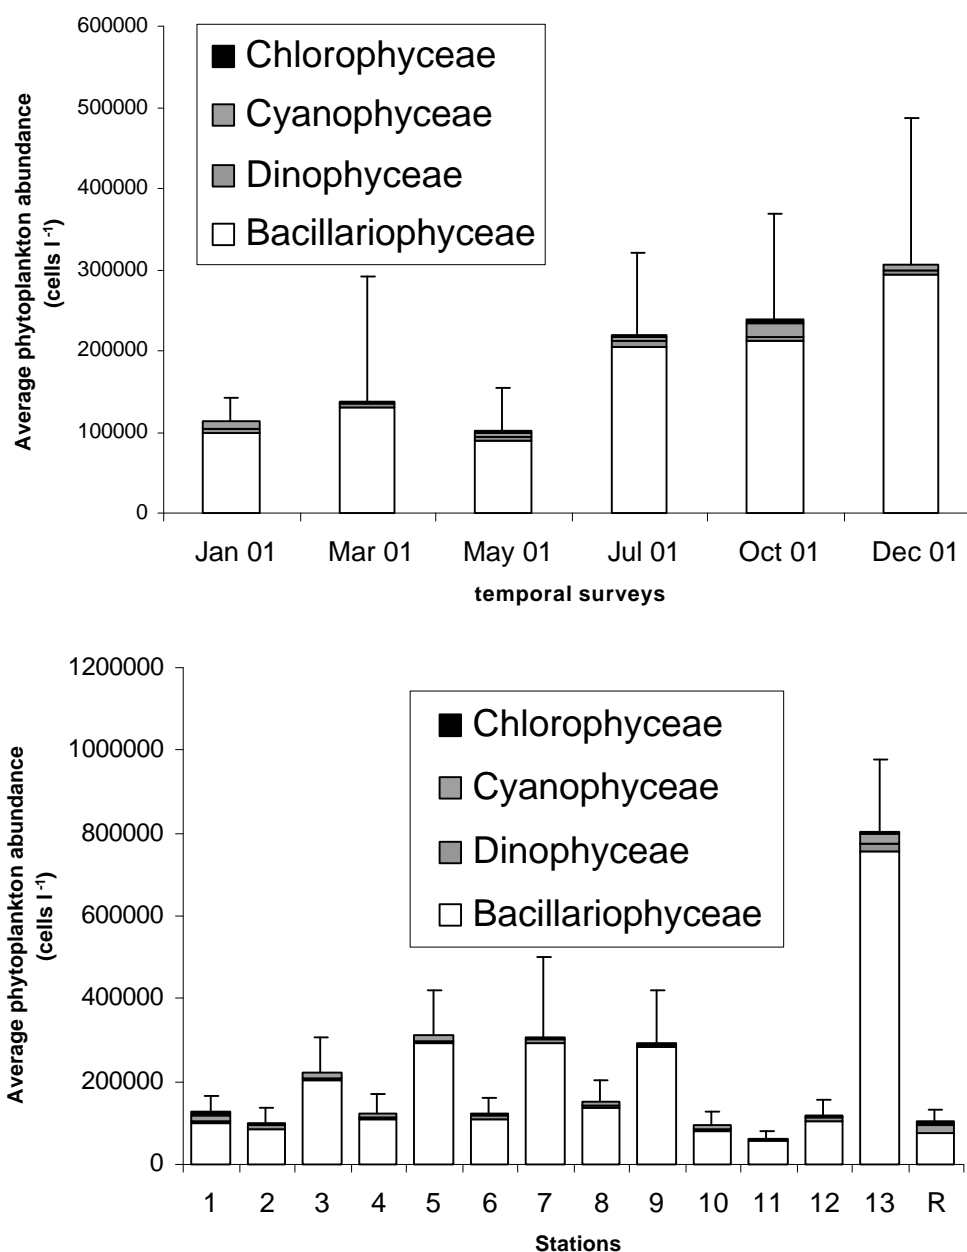 600000
500000
400000
300000
200000
100000
0
Average phytoplankton abundance
(cells l⁻¹)
Chlorophyceae
Cyanophyceae
Dinophyceae
Bacillariophyceae
Jan 01 Mar 01 May 01 Jul 01 Oct 01 Dec 01
temporal surveys
1200000
1000000
800000
600000
400000
200000
0
Average phytoplankton abundance
(cells l⁻¹)
Chlorophyceae
Cyanophyceae
Dinophyceae
Bacillariophyceae
1 2 3 4 5 6 7 8 9 10 11 12 13 R
Stations